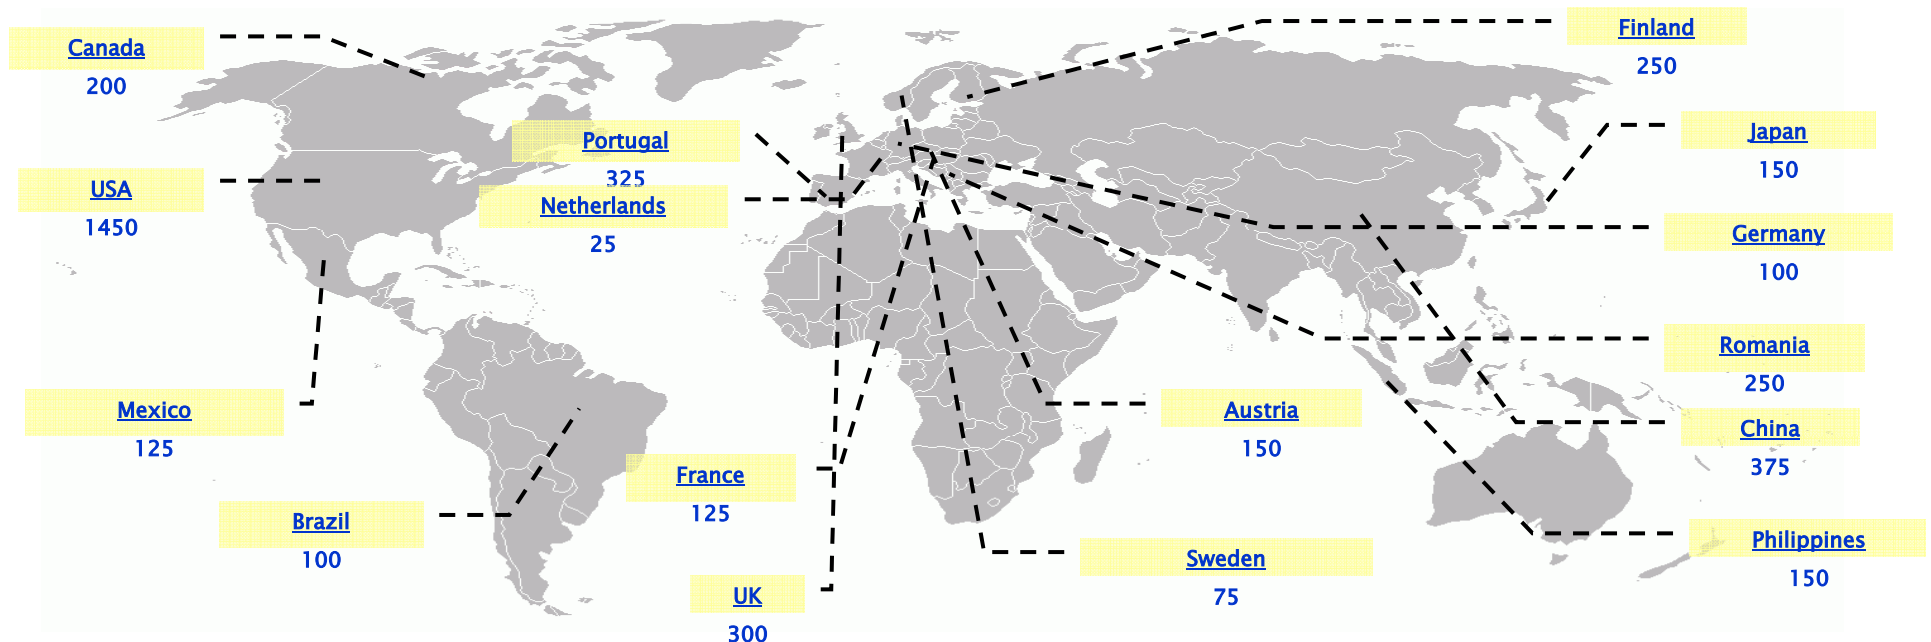 Canada
200
Finland
250
Portugal
325
Japan
150
USA
1450
Netherlands
25
Germany
100
Romania
250
Mexico
125
Austria
150
China
375
France
125
Brazil
100
Philippines
150
Sweden
75
UK
300